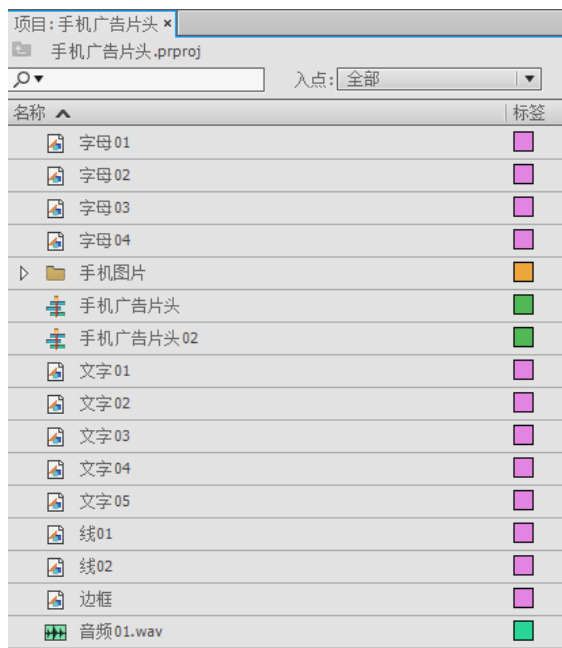 项目:手机广告片头×
手机广告片头.prproj
入点: 全部
名称 标签
字母01
字母02
字母03
字母04
手机图片
手机广告片头
手机广告片头02
文字01
文字02
文字03
文字04
文字05
线01
线02
边框
音频01.wav